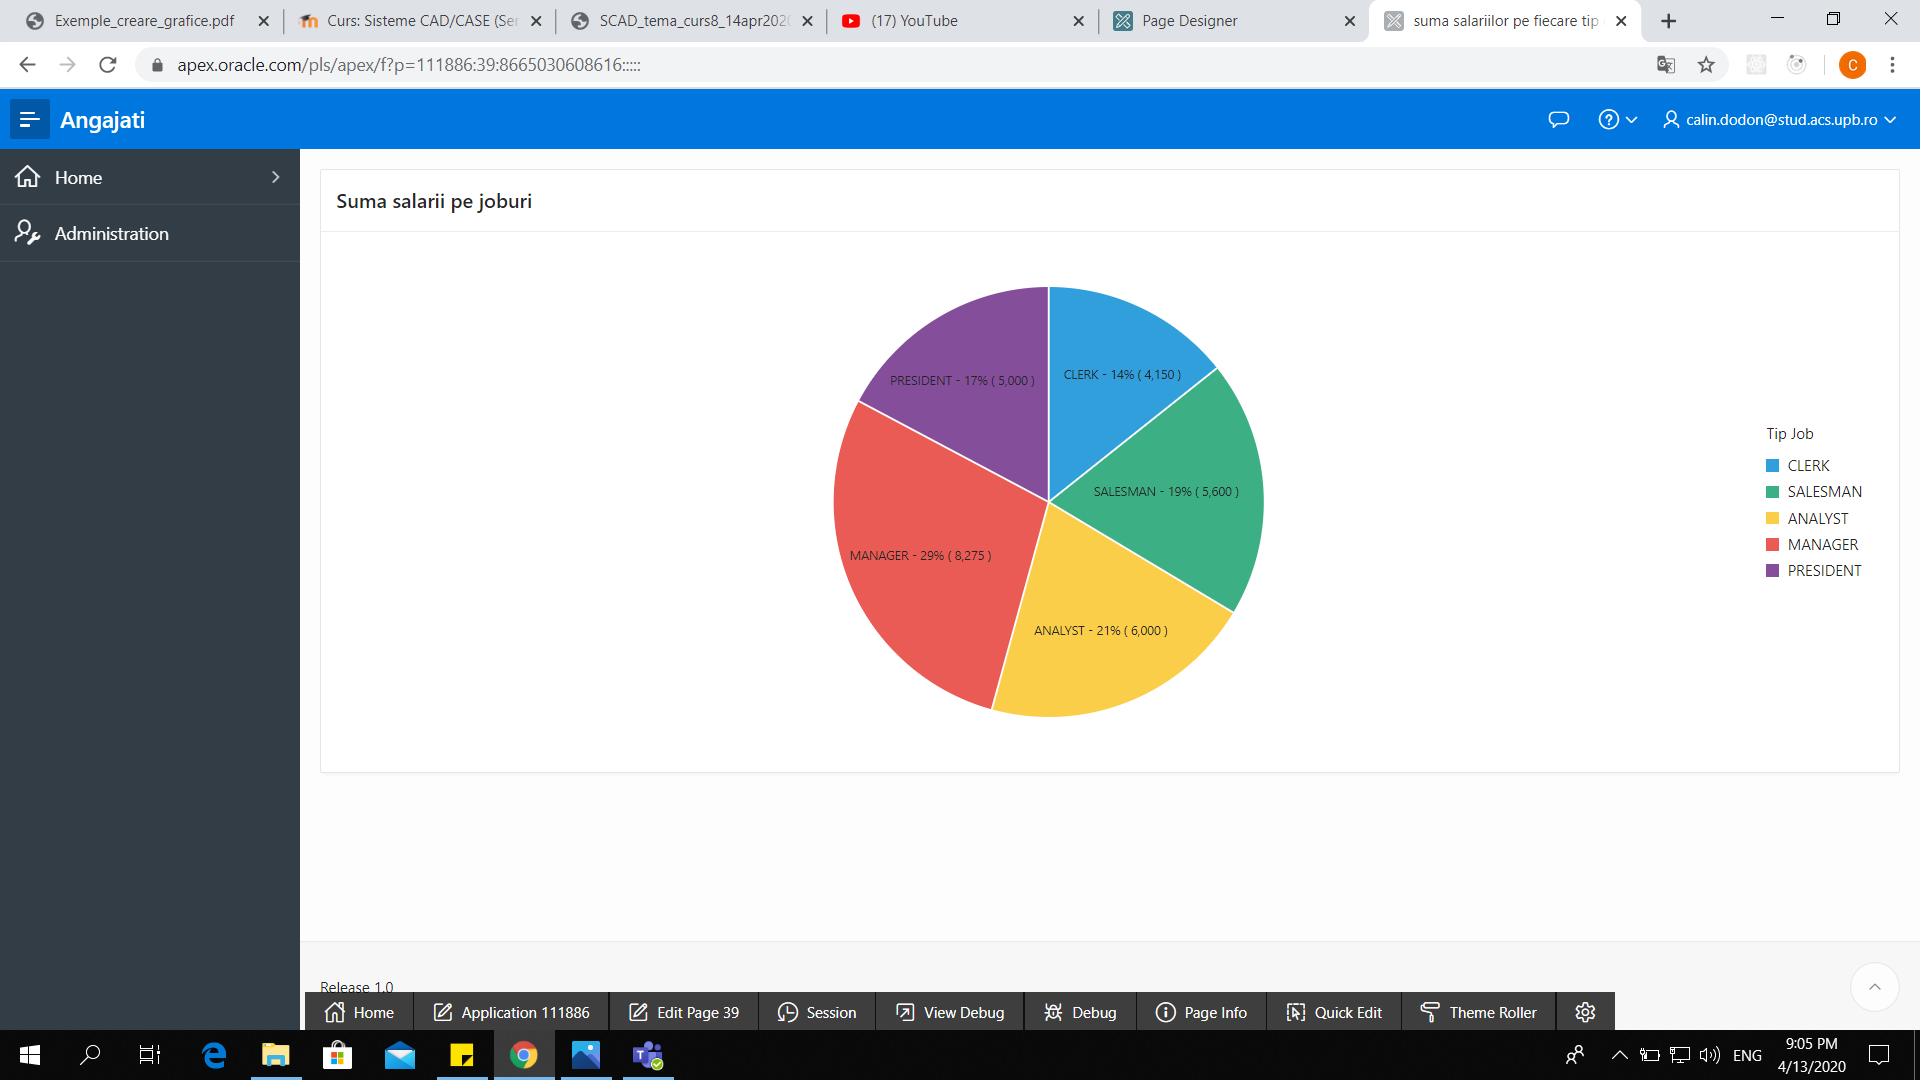 Exemple_creare_grafice.pdf
Curs: Sisteme CAD/CASE (Ser
SCAD_tema_curs8_14apr2020
(17) YouTube
Page Designer
suma salariilor pe fiecare tip
apex.oracle.com/pls/apex/f?p=111886:39:8665030608616:::::
C
Angajati
calin.dodon@stud.acs.upb.ro
Home
Administration
Suma salarii pe joburi
PRESIDENT - 17% ( 5,000 )
CLERK - 14% ( 4,150 )
SALESMAN - 19% ( 5,600 )
MANAGER - 29% ( 8,275 )
ANALYST - 21% ( 6,000 )
Tip Job
CLERK
SALESMAN
ANALYST
MANAGER
PRESIDENT
Release 1.0
Home
Application 111886
Edit Page 39
Session
View Debug
Debug
Page Info
Quick Edit
Theme Roller
ENG
9:05 PM
4/13/2020